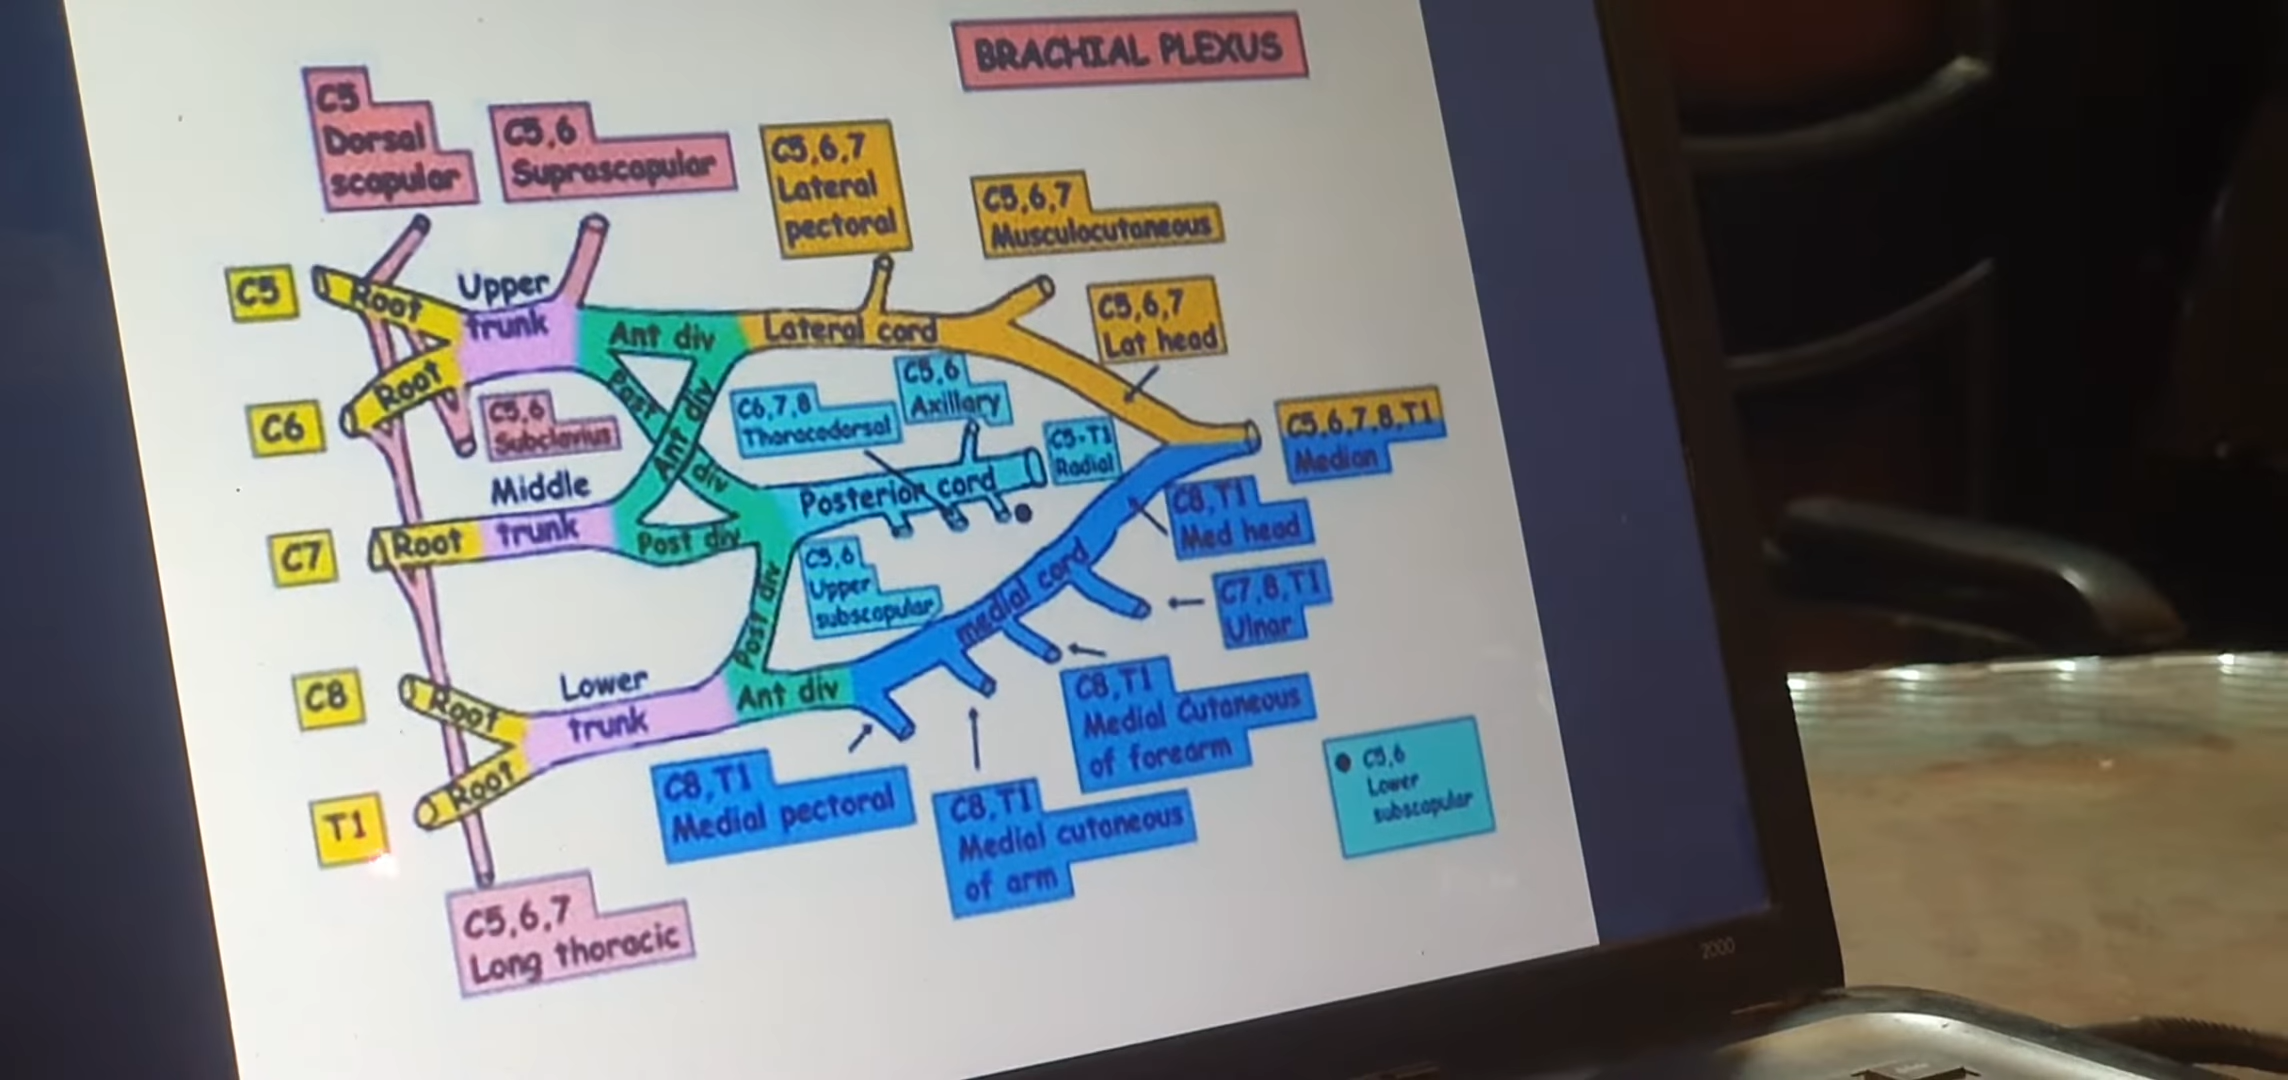 BRACHIAL PLEXUS
C5
Dorsal
scapular
C5,6
Suprascapular
C5,6,7
Lateral
pectoral
C5,6,7
Musculocutaneous
C5
Root
Upper
trunk
Ant div
Lateral cord
C5,6,7
Lat head
C6
Root
C5,6
Subclavius
Post div
Ant div
C6,7,8
Thoracodorsal
C5,6
Axillary
C5-T1
Radial
C5,6,7,8,T1
Median
Middle
trunk
C7
Root
Post div
Posterior cord
C8,T1
Med head
C5,6
Upper
subscapular
medial cord
C7,8,T1
Ulnar
Post div
C8
Root
Lower
trunk
Ant div
C8,T1
Medial Cutaneous
of forearm
T1
Root
C8,T1
Medial pectoral
C8,T1
Medial cutaneous
of arm
C5,6
Lower
subscapular
C5,6,7
Long thoracic
2000